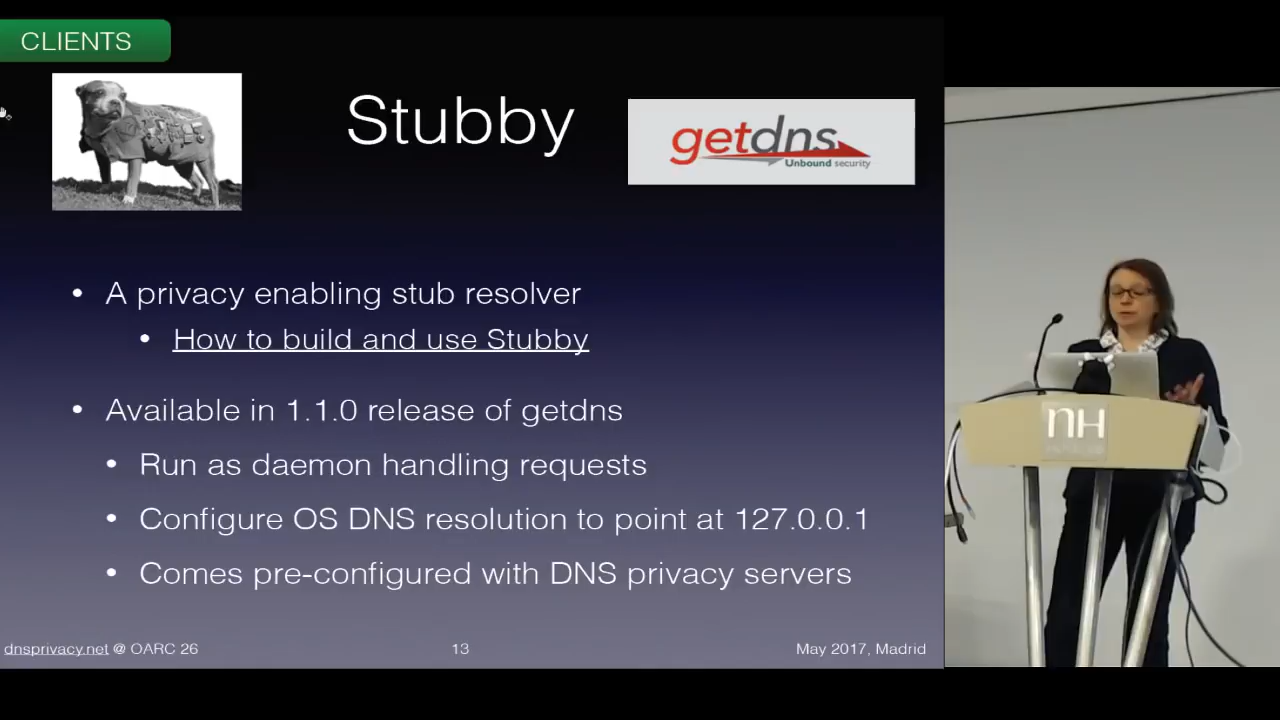 CLIENTS
Stubby
getdns
Unbound security
• A privacy enabling stub resolver
• How to build and use Stubby
• Available in 1.1.0 release of getdns
• Run as daemon handling requests
• Configure OS DNS resolution to point at 127.0.0.1
• Comes pre-configured with DNS privacy servers
dnsprivacy.net @ OARC 26
13
May 2017, Madrid
nH